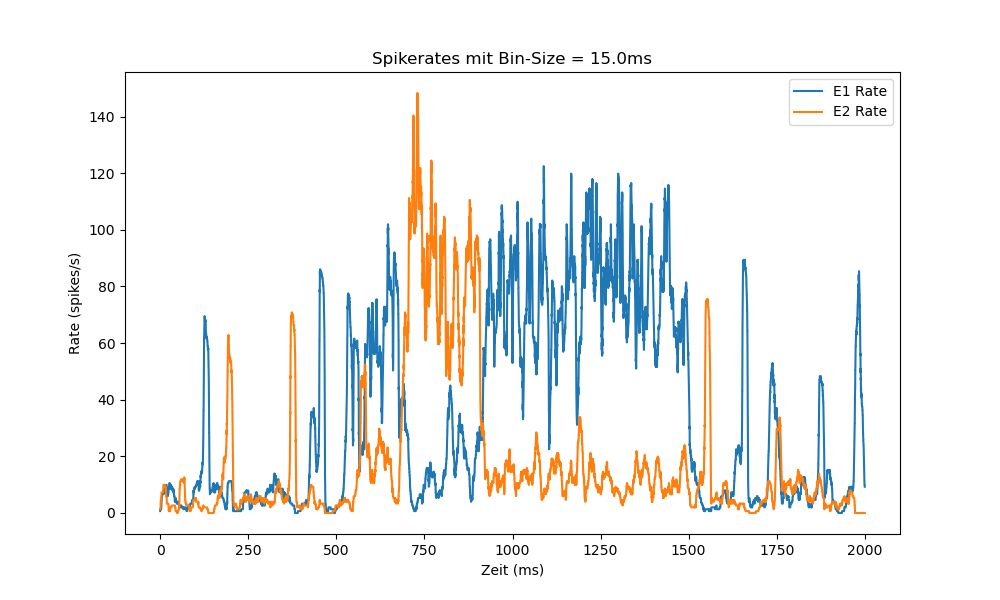 Spikerates mit Bin-Size = 15.0ms
E1 Rate
E2 Rate
140
120
100
80
60
40
20
0
Rate (spikes/s)
0 250 500 750 1000 1250 1500 1750 2000
Zeit (ms)